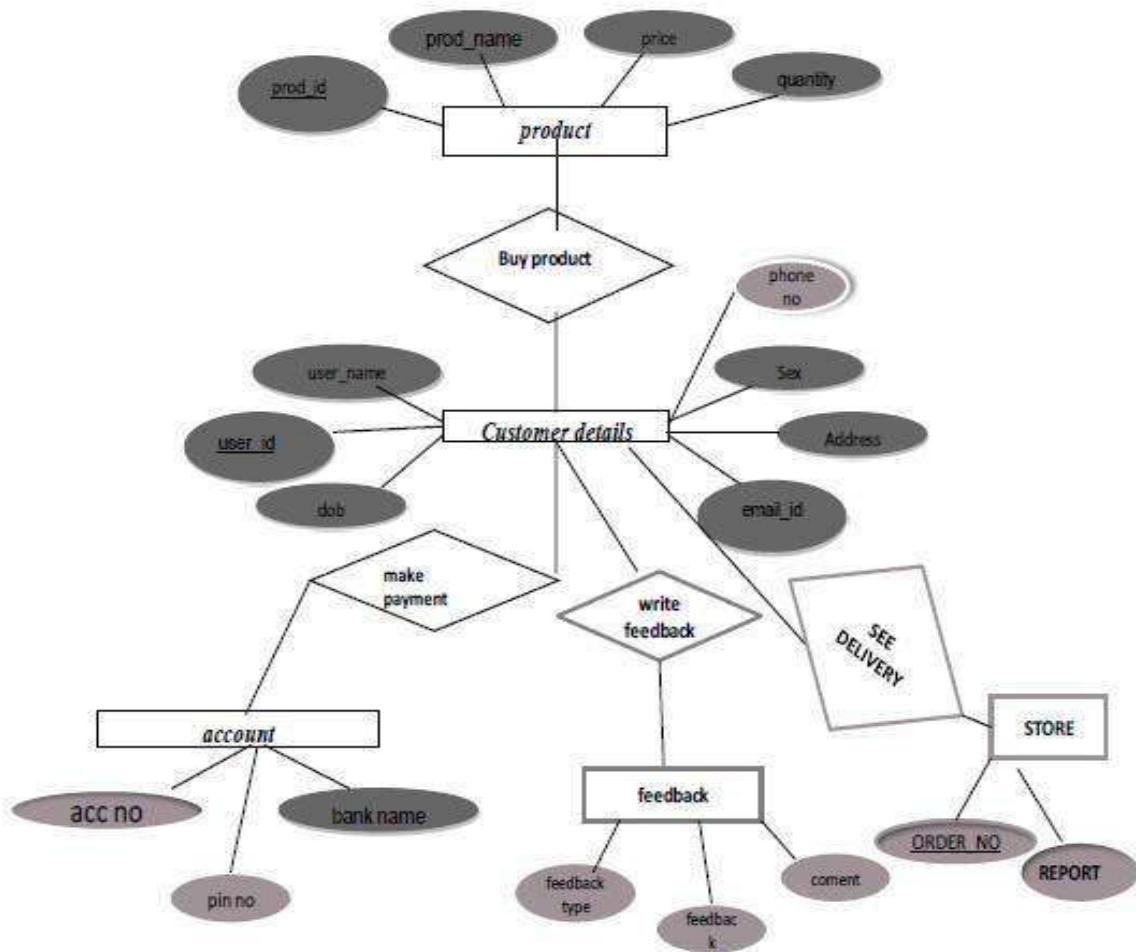 prod_name
price
prod_id
quantity
product
Buy product
phone
no
user_name
Sex
user_id
Customer details
Address
dob
email_id
make
payment
write
feedback
SEE
DELIVERY
account
STORE
acc no
bank name
feedback
ORDER_NO
REPORT
pin no
feedback
type
coment
feedbac
k